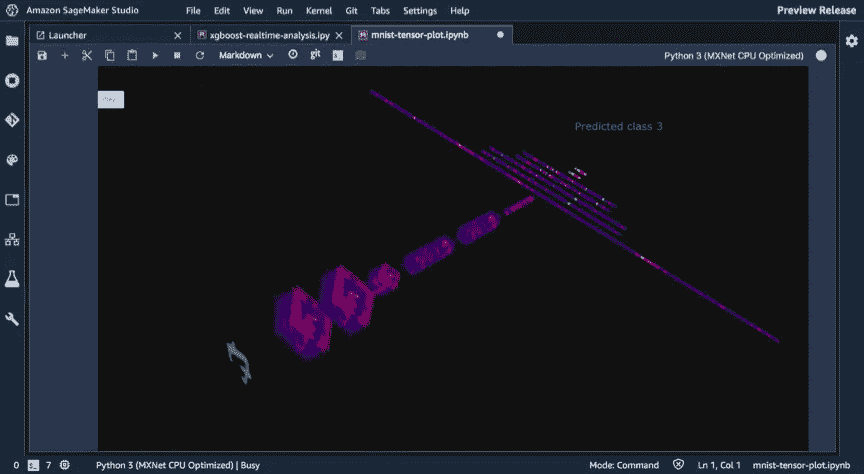 Amazon SageMaker Studio File Edit View Run Kernel Git Tabs Settings Help Preview Release
Launcher xgboost-realtime-analysis.ipy mnist-tensor-plot.ipynb
Markdown git Python 3 (MXNet CPU Optimized)
Predicted class 3
0 7 Python 3 (MXNet CPU Optimized) | Busy Mode: Command Ln 1, Col 1 mnist-tensor-plot.ipynb